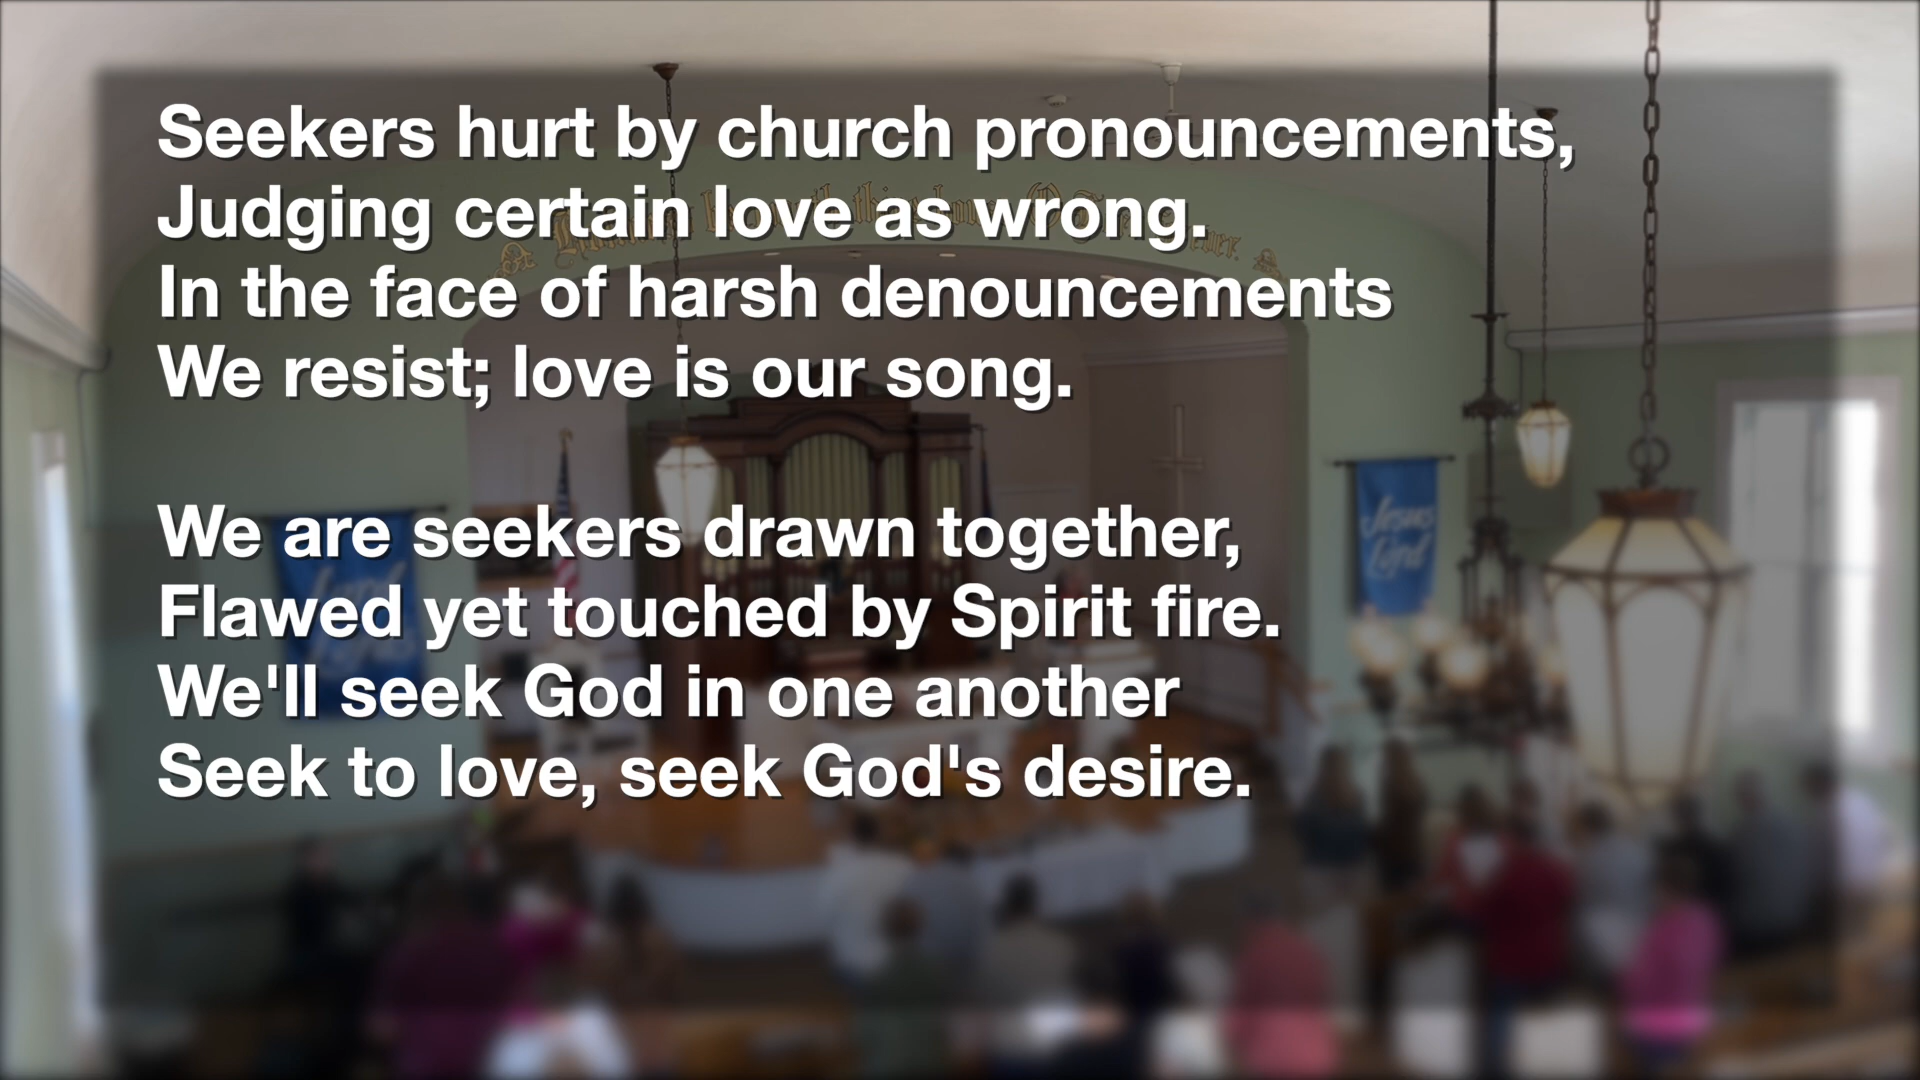 Seekers hurt by church pronouncements,
Judging certain love as wrong.
In the face of harsh denouncements
We resist; love is our song.
We are seekers drawn together,
Flawed yet touched by Spirit fire.
We'll seek God in one another
Seek to love, seek God's desire.
Jesus
Lord